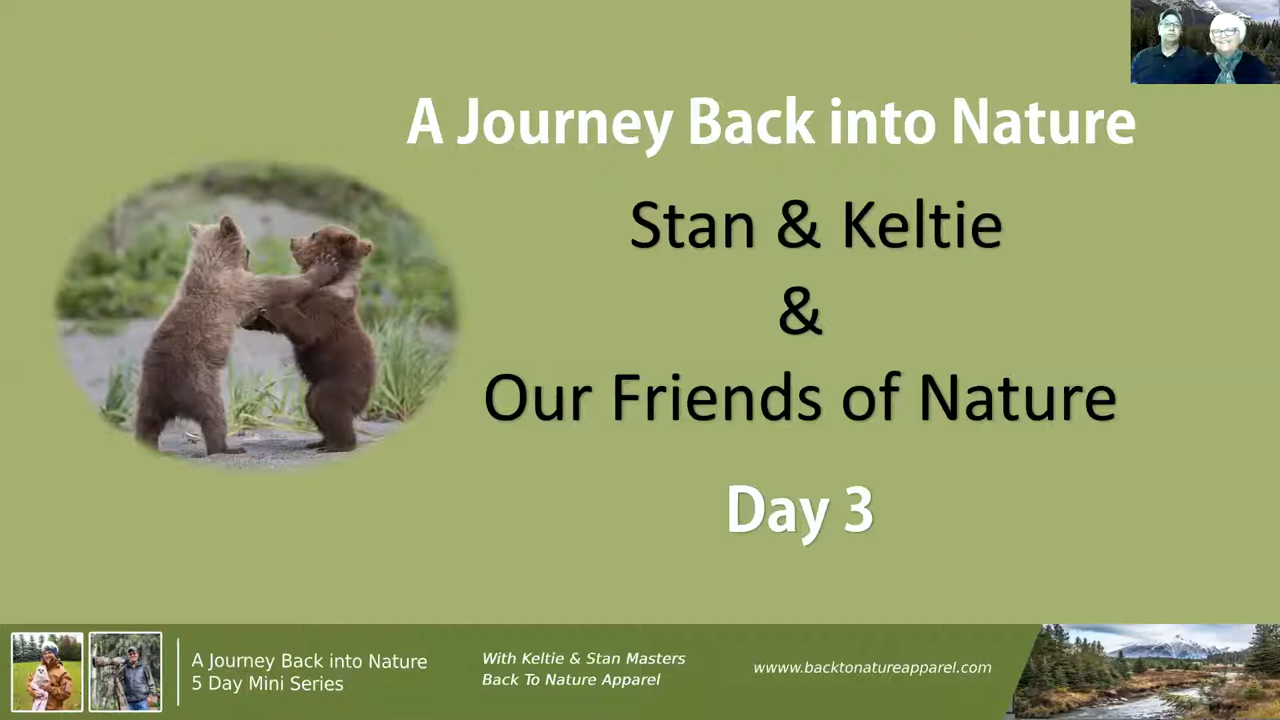 A Journey Back into Nature
Stan & Keltie
&
Our Friends of Nature
Day 3
A Journey Back into Nature
5 Day Mini Series
With Keltie & Stan Masters
Back To Nature Apparel
www.backtonatureapparel.com